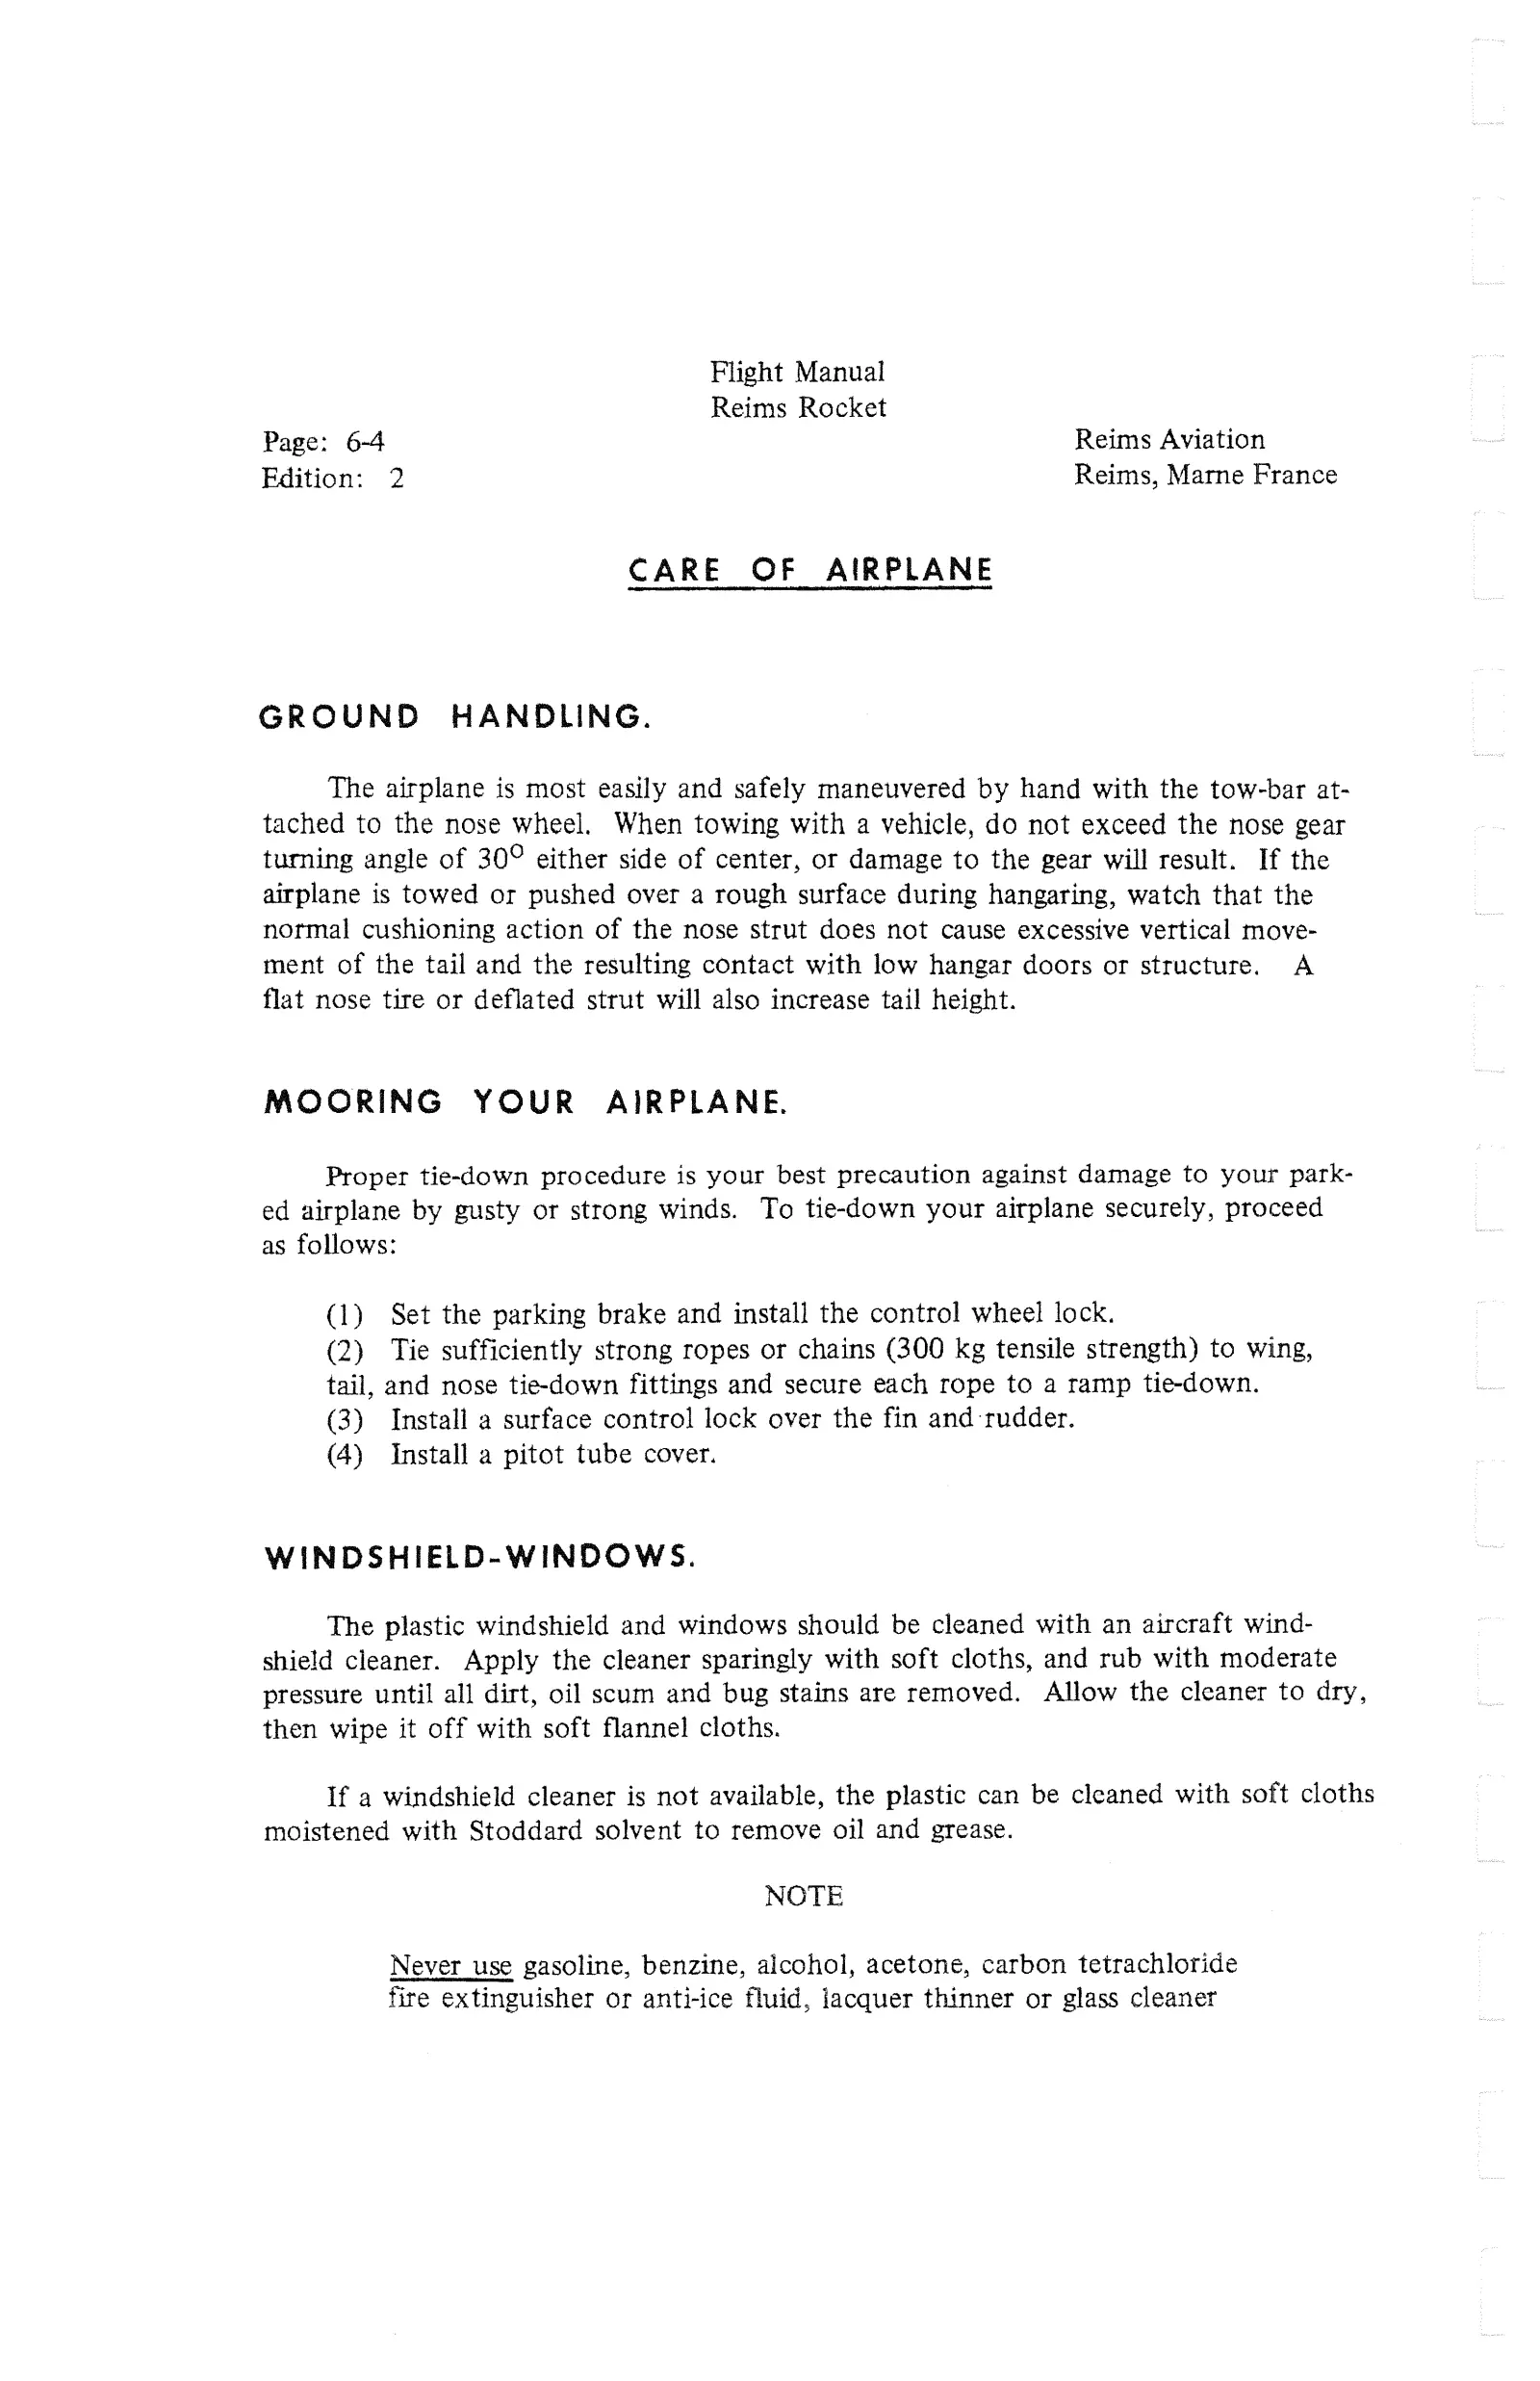 Flight Manual
Reims Rocket
Page: 6-4
Edition: 2
Reims Aviation
Reims, Marne France
CARE OF AIRPLANE
GROUND HANDLING.
The airplane is most easily and safely maneuvered by hand with the tow-bar at-
tached to the nose wheel. When towing with a vehicle, do not exceed the nose gear
turning angle of 30° either side of center, or damage to the gear will result. If the
airplane is towed or pushed over a rough surface during hangaring, watch that the
normal cushioning action of the nose strut does not cause excessive vertical move-
ment of the tail and the resulting contact with low hangar doors or structure. A
flat nose tire or deflated strut will also increase tail height.
MOORING YOUR AIRPLANE.
Proper tie-down procedure is your best precaution against damage to your park-
ed airplane by gusty or strong winds. To tie-down your airplane securely, proceed
as follows:
(1) Set the parking brake and install the control wheel lock.
(2) Tie sufficiently strong ropes or chains (300 kg tensile strength) to wing,
tail, and nose tie-down fittings and secure each rope to a ramp tie-down.
(3) Install a surface control lock over the fin and rudder.
(4) Install a pitot tube cover.
WINDSHIELD-WINDOWS.
The plastic windshield and windows should be cleaned with an aircraft wind-
shield cleaner. Apply the cleaner sparingly with soft cloths, and rub with moderate
pressure until all dirt, oil scum and bug stains are removed. Allow the cleaner to dry,
then wipe it off with soft flannel cloths.
If a windshield cleaner is not available, the plastic can be cleaned with soft cloths
moistened with Stoddard solvent to remove oil and grease.
NOTE
Never use gasoline, benzine, alcohol, acetone, carbon tetrachloride
fire extinguisher or anti-ice fluid, lacquer thinner or glass cleaner